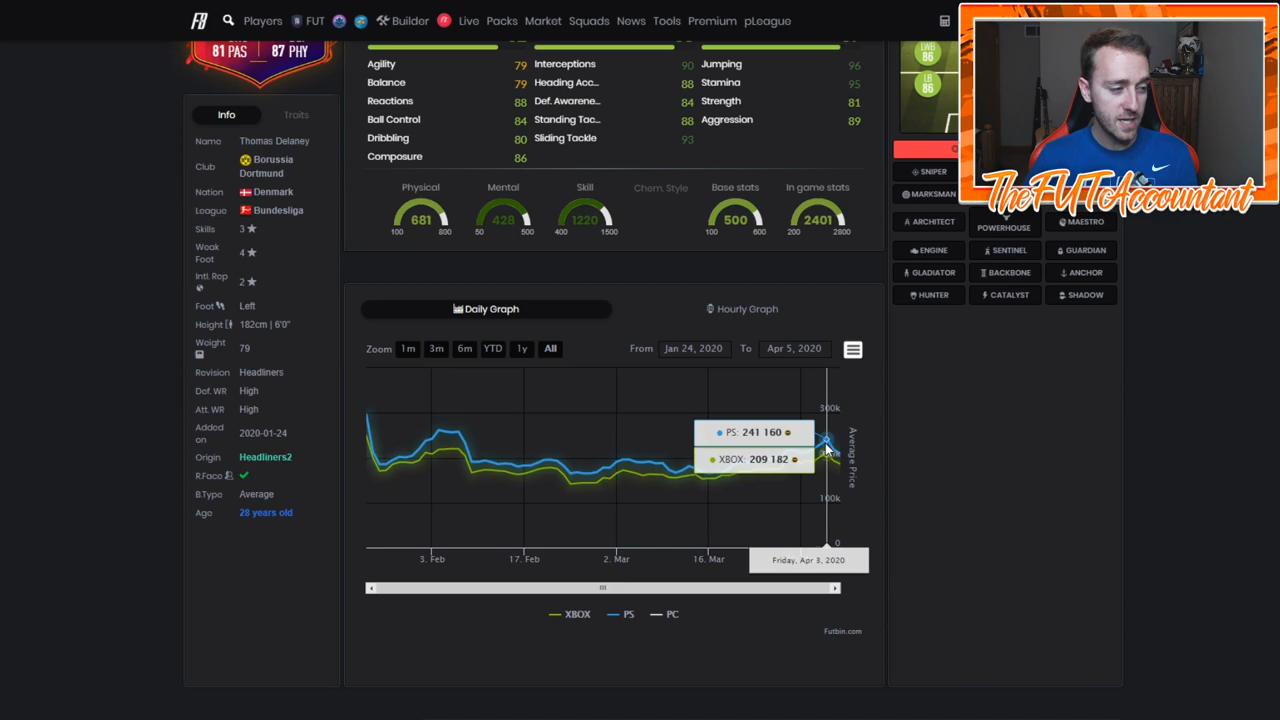 FB Players FUT Builder Live Packs Market Squads News Tools Premium pLeague
81 PAS 87 PHY
Info Traits
Name Thomas Delaney
Club Borussia Dortmund
Nation Denmark
League Bundesliga
Skills 3
Weak Foot 4
Intl. Rep 2
Foot Left
Height 182cm | 6'0"
Weight 79
Revision Headliners
Def. WR High
Att. WR High
Added on 2020-01-24
Origin Headliners2
R.Face
B.Type Average
Age 28 years old
Agility 79 Interceptions 90 Jumping 96
Balance 79 Heading Acc... 88 Stamina 95
Reactions 88 Def. Awarene... 84 Strength 81
Ball Control 84 Standing Tac... 88 Aggression 89
Dribbling 80 Sliding Tackle 93
Composure 86
Physical Mental Skill Chem. Style Base stats In game stats
681 428 1220 500 2401
100 800 50 500 400 1500 100 600 200 2800
Daily Graph Hourly Graph
Zoom 1m 3m 6m YTD 1y All From Jan 24, 2020 To Apr 5, 2020
300k
PS: 241 160
XBOX: 209 182
100k
0
Average Price
3. Feb 17. Feb 2. Mar 16. Mar
Friday, Apr 3, 2020
XBOX PS PC
Futbin.com
LWB
86
LB
86
SNIPER
MARKSMAN
ARCHITECT POWERHOUSE MAESTRO
ENGINE SENTINEL GUARDIAN
GLADIATOR BACKBONE ANCHOR
HUNTER CATALYST SHADOW
TheFUTAccountant